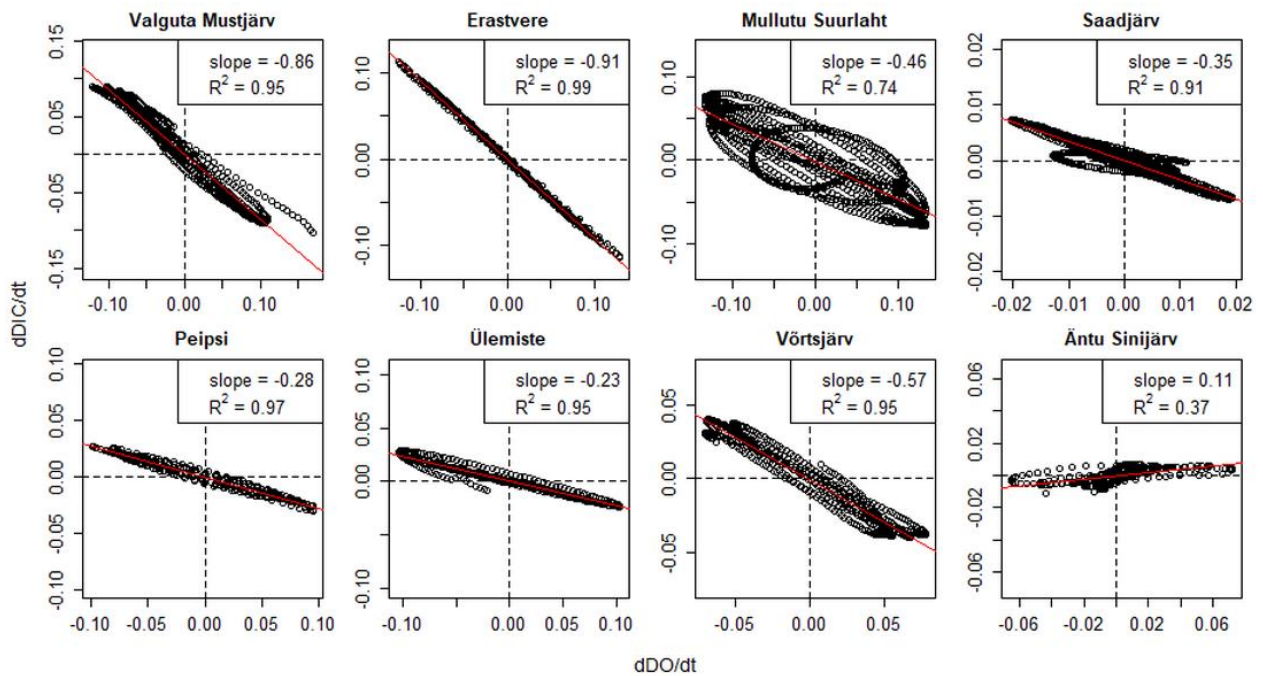 Valguta Mustjärv
slope = -0.86
R² = 0.95
0.15
0.05
-0.05
-0.15
-0.10
0.00
0.10
Erastvere
slope = -0.91
R² = 0.99
0.10
0.00
-0.10
-0.10
0.00
0.10
Mullutu Suurlaht
slope = -0.46
R² = 0.74
0.10
0.00
-0.10
-0.10
0.00
0.10
Saadjärv
slope = -0.35
R² = 0.91
0.02
0.01
0.00
-0.01
-0.02
-0.02
-0.01
0.00
0.01
0.02
dDIC/dt
Peipsi
slope = -0.28
R² = 0.97
0.10
0.05
0.00
-0.05
-0.10
-0.10
-0.05
0.00
0.05
0.10
Ülemiste
slope = -0.23
R² = 0.95
0.10
0.05
0.00
-0.10
-0.10
0.00
0.10
Võrtsjärv
slope = -0.57
R² = 0.95
0.05
0.00
-0.05
-0.05
0.00
0.05
Äntu Sinijärv
slope = 0.11
R² = 0.37
0.06
0.02
-0.02
-0.06
-0.06
-0.02
0.02
0.06
dDO/dt